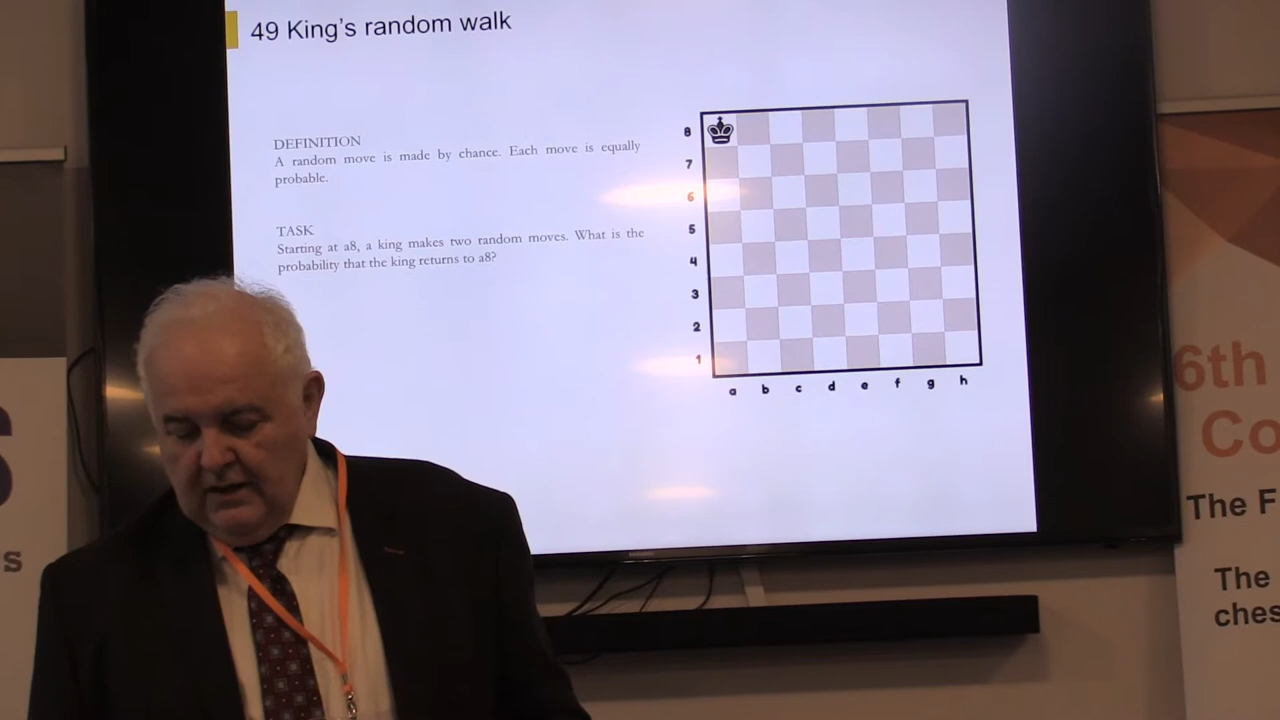 49 King's random walk
DEFINITION
A random move is made by chance. Each move is equally
probable.
TASK
Starting at a8, a king makes two random moves. What is the
probability that the king returns to a8?
8
7
6
5
4
3
2
1
a b c d e f g h
6th
Co
The F
The
ches
S
s